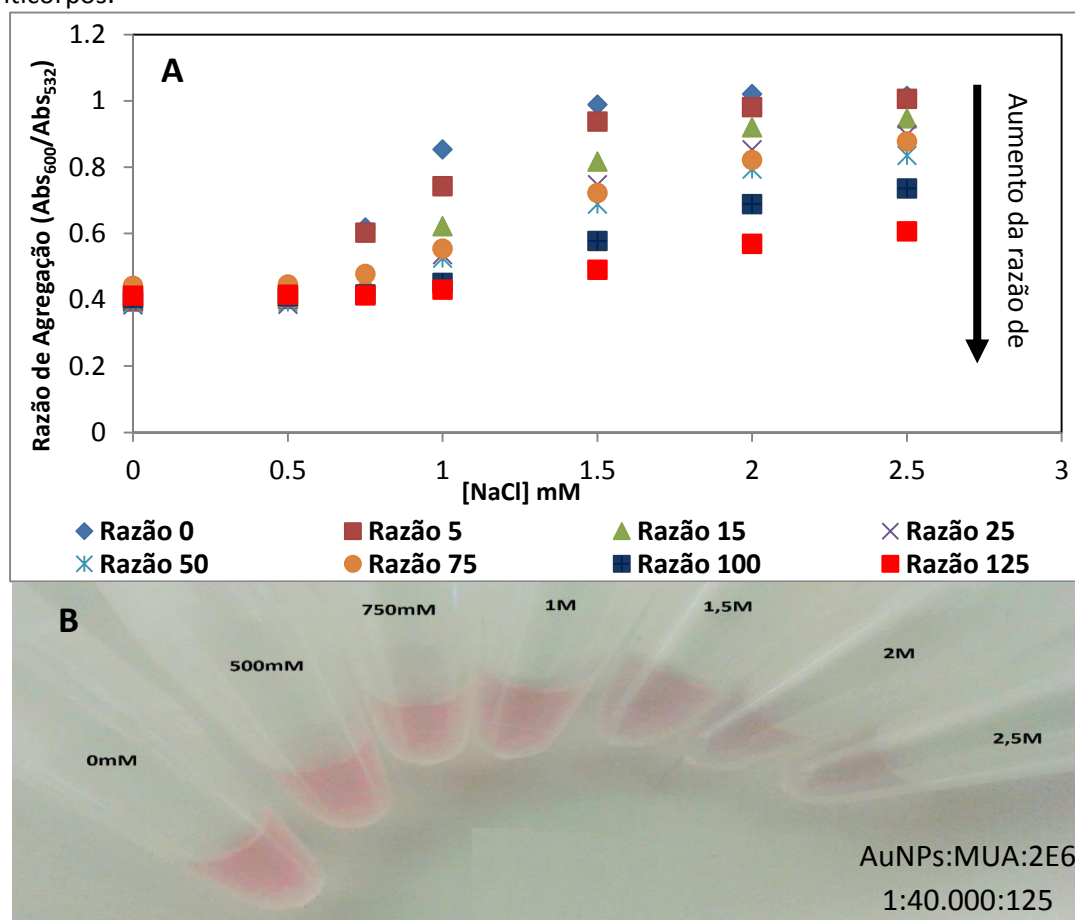 1.2
A
Razão de Agregação (Abs600/Abs532)
1
0.8
0.6
0.4
0.2
0
0 0.5 1 1.5 2 2.5 3
[NaCl] mM
Aumento da razão de
Razão 0 Razão 5 Razão 15 Razão 25
Razão 50 Razão 75 Razão 100 Razão 125
B
0mM
500mM
750mM
1M
1,5M
2M
2,5M
AuNPs:MUA:2E6
1:40.000:125